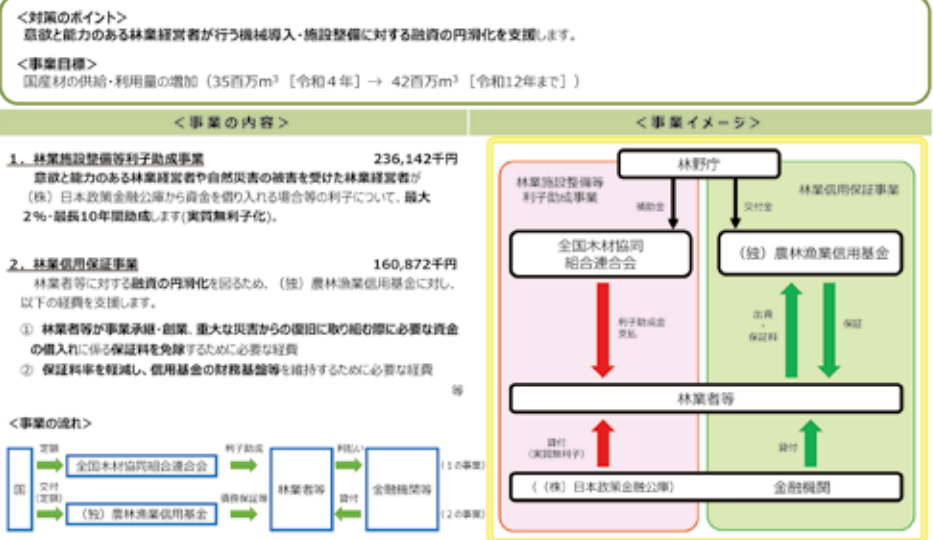 <対策のポイント>
意欲と能力のある林業経営者が行う機械導入・施設整備に対する融資の円滑化を支援します。
<事業目標>
国産材の供給・利用量の増加（35百万m³［令和４年］→ 42百万m³［令和12年まで］）
<事業の内容>
１．林業施設整備等利子助成事業 236,142千円
意欲と能力のある林業経営者や自然災害の被害を受けた林業経営者が
（株）日本政策金融公庫から資金を借り入れる場合等の利子について、最大
２％・最長10年間助成します(実質無利子化)。
２．林業信用保証事業 160,872千円
林業者等に対する融資の円滑化を図るため、（独）農林漁業信用基金に対し、
以下の経費を支援します。
① 林業者等が事業承継・創業、重大な災害からの復旧に取り組む際に必要な資金
の借入れに係る保証料を免除するために必要な経費
② 保証料率を軽減し、信用基金の財務基盤等を維持するために必要な経費
等
<事業の流れ>
国
定額
全国木材協同組合連合会
利子助成
交付
（定額）
（独）農林漁業信用基金
債務保証等
林業者等
利払い
貸付
金融機関等
（１の事業）
（２の事業）
<事業イメージ>
林野庁
林業施設整備等
利子助成事業
補助金
交付金
林業信用保証事業
全国木材協同
組合連合会
（独）農林漁業信用基金
利子助成金
支払
出資
・
保証料
保証
林業者等
貸付
（実質無利子）
貸付
（（株）日本政策金融公庫）
金融機関